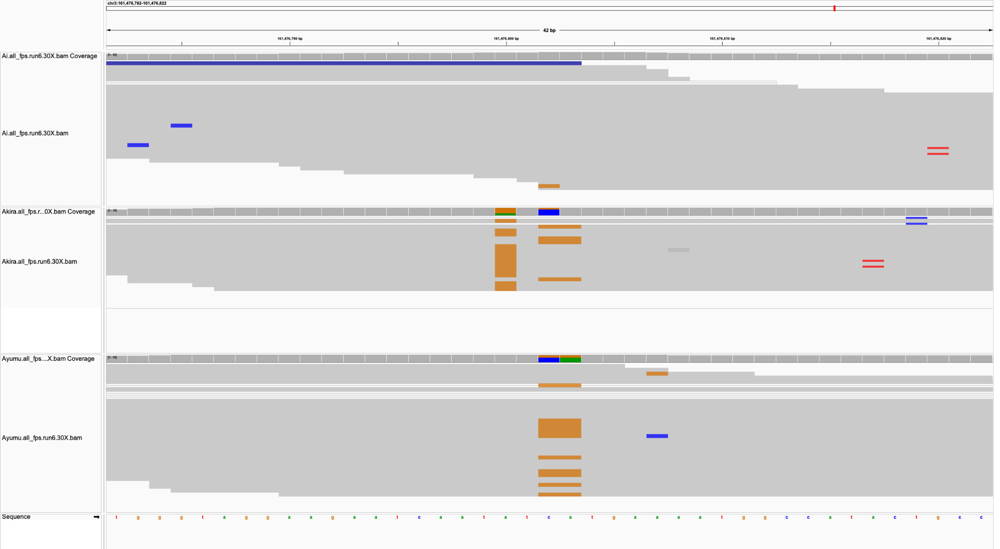 chr3:161,476,782-161,476,822
42 bp
161,476,790 bp 161,476,800 bp 161,476,810 bp 161,476,820 bp
Ai.all_fps.run6.30X.bam Coverage
[0 - 66]
Ai.all_fps.run6.30X.bam
Akira.all_fps.r...0X.bam Coverage
[0 - 38]
Akira.all_fps.run6.30X.bam
Ayumu.all_fps....X.bam Coverage
[0 - 68]
Ayumu.all_fps.run6.30X.bam
Sequence t g g g t a g g a a g a a t c a a t a t c a t g a a a a t g g c c a t a c t g c c